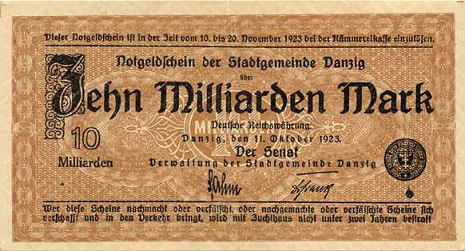 Dieser Notgeldschein ist in der Zeit vom 10. bis 20. November 1923 bei der Kämmereikasse einzulösen.
Notgeldschein der Stadtgemeinde Danzig
über
Zehn Milliarden Mark
Deutsche Reichswährung.
10
Milliarden
Danzig, den 11. Oktober 1923.
Der Senat
Verwaltung der Stadtgemeinde Danzig
Sahm
Wer diese Scheine nachmacht oder verfälscht, oder nachgemachte oder verfälschte sich
verschafft und in den Verkehr bringt, wird mit Zuchthaus nicht unter zwei Jahren bestraft